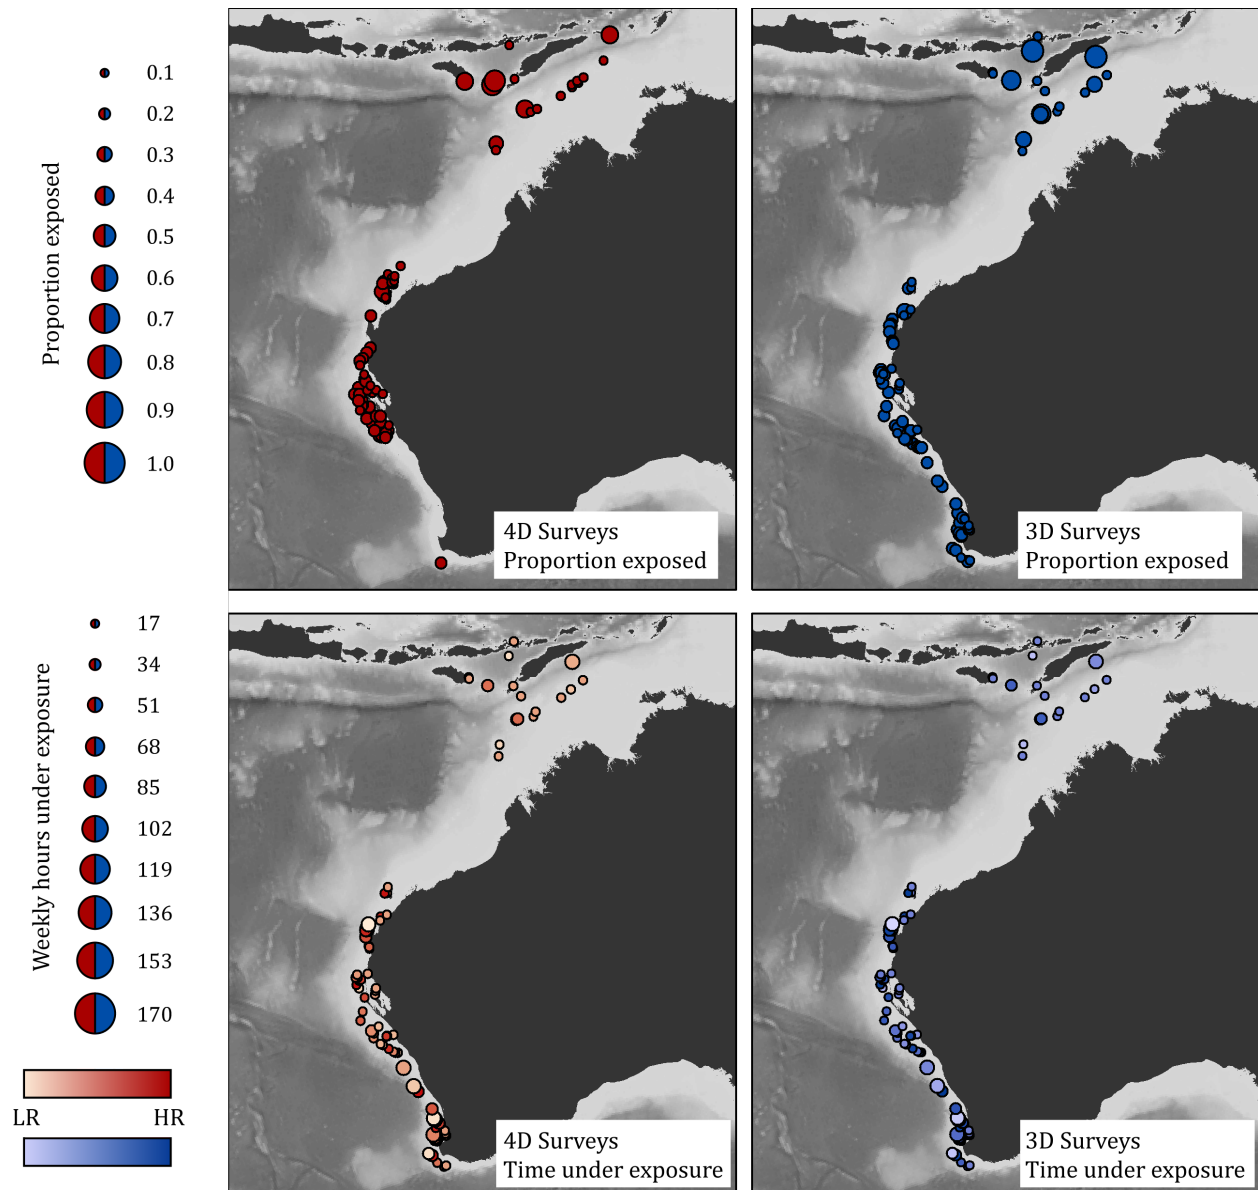 Proportion exposed
0.1
0.2
0.3
0.4
0.5
0.6
0.7
0.8
0.9
1.0
4D Surveys
Proportion exposed
3D Surveys
Proportion exposed
Weekly hours under exposure
17
34
51
68
85
102
119
136
153
170
LR HR
4D Surveys
Time under exposure
3D Surveys
Time under exposure